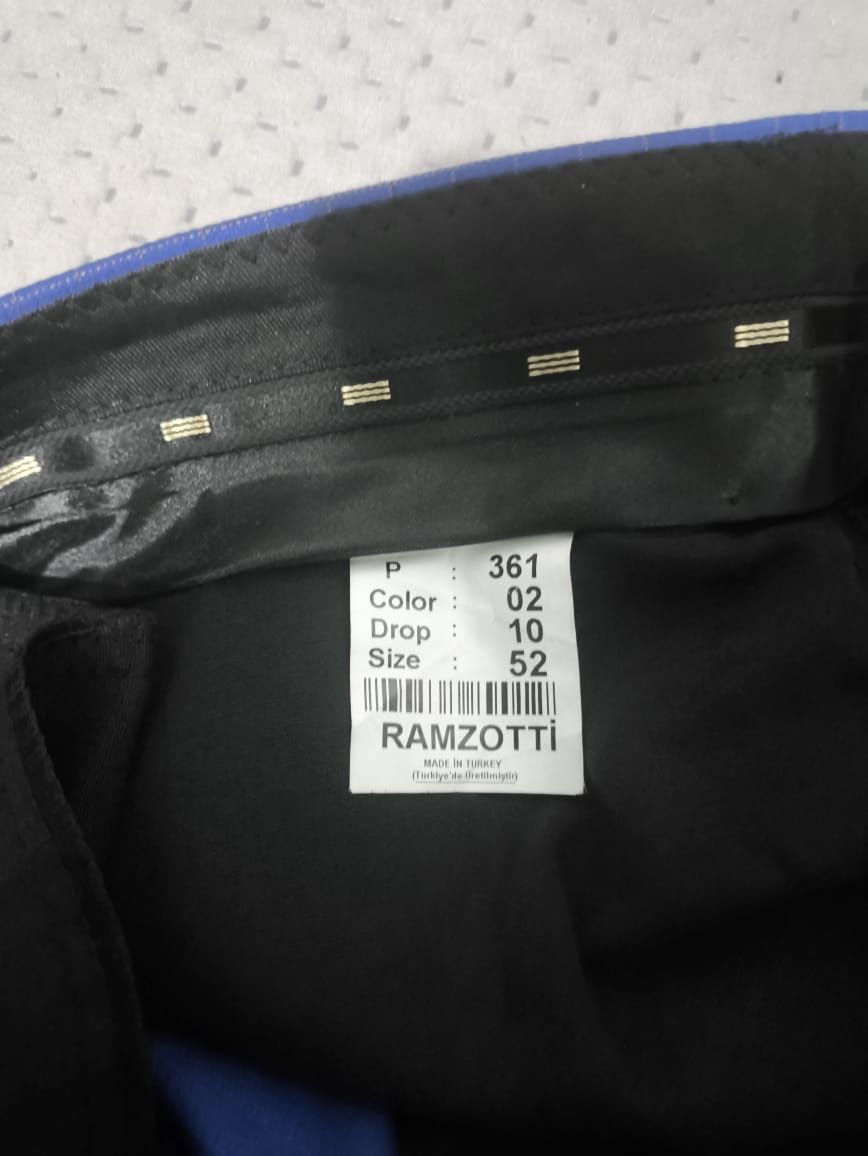 P : 361
Color : 02
Drop : 10
Size : 52
RAMZOTTİ
MADE İN TURKEY
(Türkiye'de Üretilmiştir)